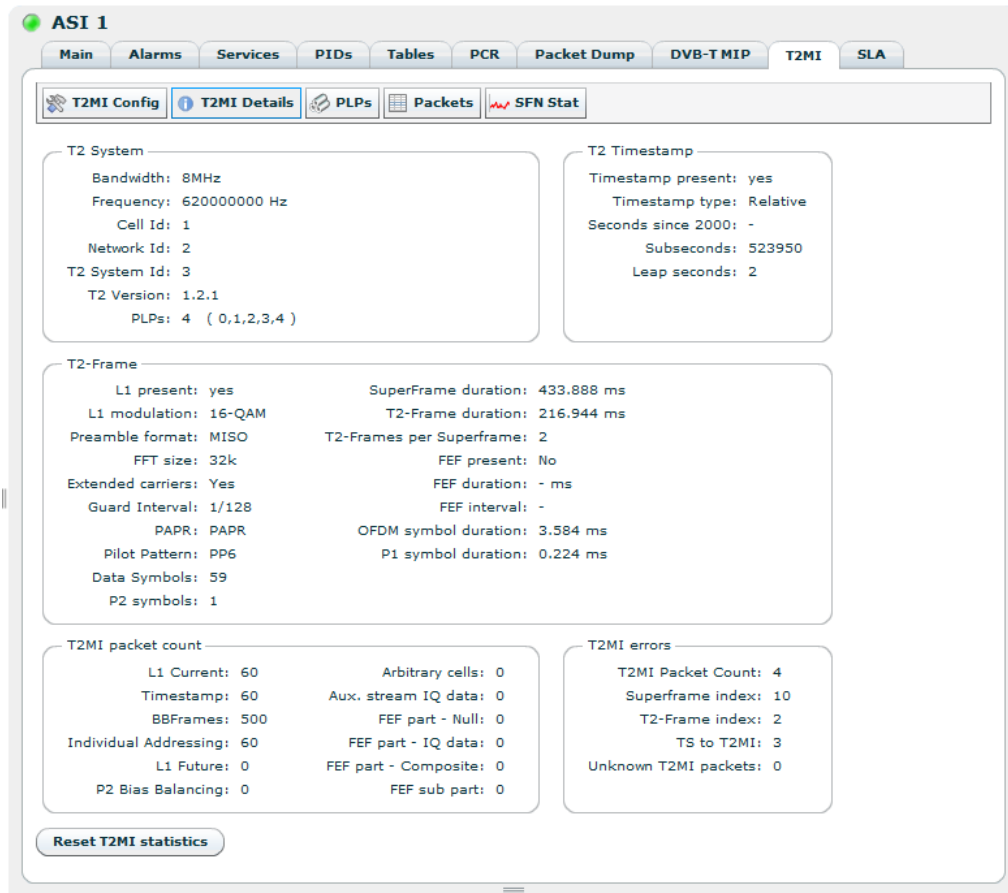 ASI 1
Main Alarms Services PIDs Tables PCR Packet Dump DVB-T MIP T2MI SLA
T2MI Config T2MI Details PLPs Packets SFN Stat
T2 System
Bandwidth: 8MHz
Frequency: 620000000 Hz
Cell Id: 1
Network Id: 2
T2 System Id: 3
T2 Version: 1.2.1
PLPs: 4 ( 0,1,2,3,4 )
T2 Timestamp
Timestamp present: yes
Timestamp type: Relative
Seconds since 2000: -
Subseconds: 523950
Leap seconds: 2
T2-Frame
L1 present: yes
L1 modulation: 16-QAM
Preamble format: MISO
FFT size: 32k
Extended carriers: Yes
Guard Interval: 1/128
PAPR: PAPR
Pilot Pattern: PP6
Data Symbols: 59
P2 symbols: 1
SuperFrame duration: 433.888 ms
T2-Frame duration: 216.944 ms
T2-Frames per Superframe: 2
FEF present: No
FEF duration: - ms
FEF interval: -
OFDM symbol duration: 3.584 ms
P1 symbol duration: 0.224 ms
T2MI packet count
L1 Current: 60
Timestamp: 60
BBFrames: 500
Individual Addressing: 60
L1 Future: 0
P2 Bias Balancing: 0
Arbitrary cells: 0
Aux. stream IQ data: 0
FEF part - Null: 0
FEF part - IQ data: 0
FEF part - Composite: 0
FEF sub part: 0
T2MI errors
T2MI Packet Count: 4
Superframe index: 10
T2-Frame index: 2
TS to T2MI: 3
Unknown T2MI packets: 0
Reset T2MI statistics